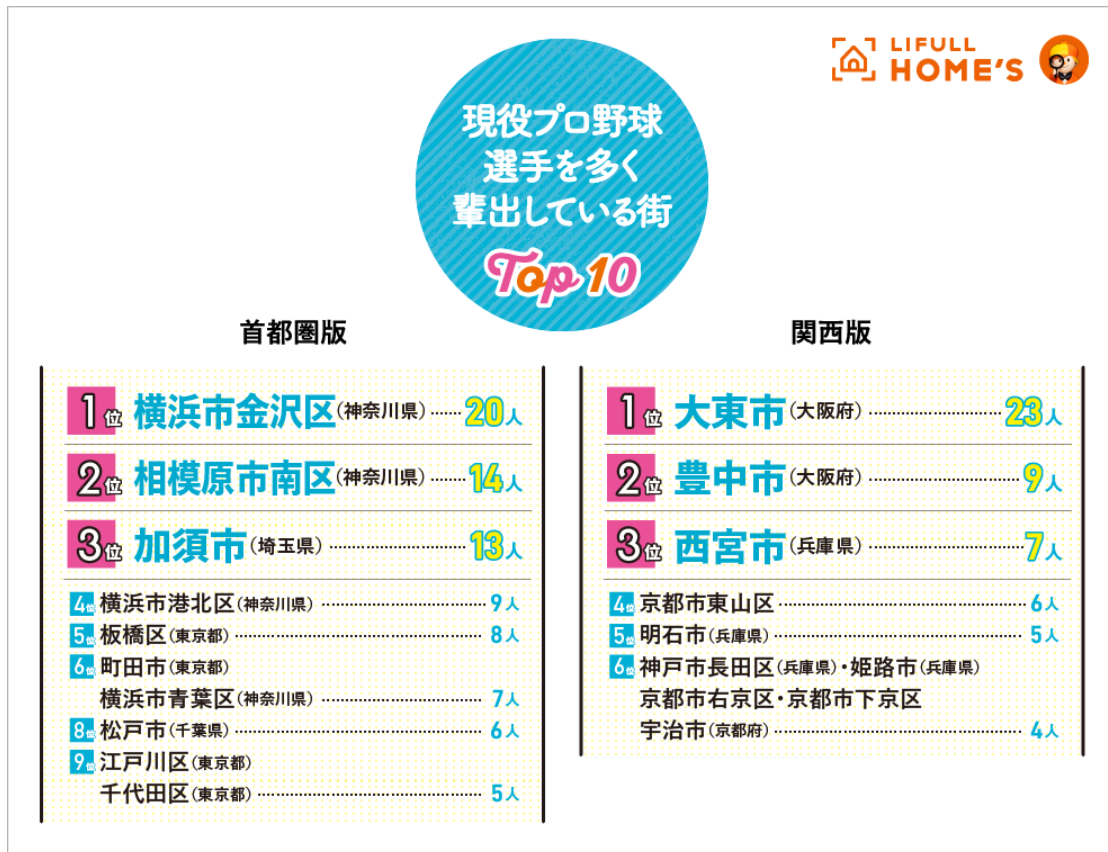 LIFULL
HOME'S
現役プロ野球
選手を多く
輩出している街
Top 10
首都圏版
1位 横浜市金沢区(神奈川県) 20人
2位 相模原市南区(神奈川県) 14人
3位 加須市(埼玉県) 13人
4位 横浜市港北区(神奈川県) 9人
5位 板橋区(東京都) 8人
6位 町田市(東京都)
横浜市青葉区(神奈川県) 7人
8位 松戸市(千葉県) 6人
9位 江戸川区(東京都)
千代田区(東京都) 5人
関西版
1位 大東市(大阪府) 23人
2位 豊中市(大阪府) 9人
3位 西宮市(兵庫県) 7人
4位 京都市東山区 6人
5位 明石市(兵庫県) 5人
6位 神戸市長田区(兵庫県)・姫路市(兵庫県)
京都市右京区・京都市下京区
宇治市(京都府) 4人